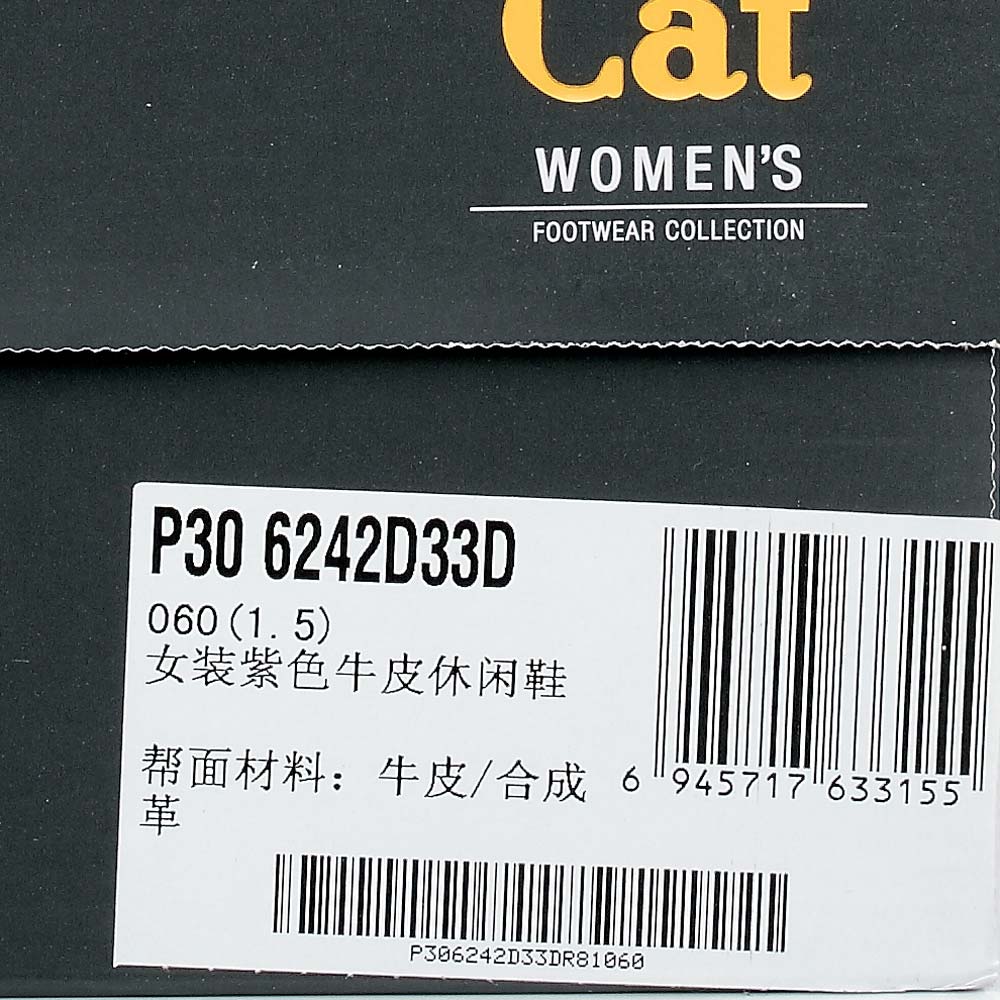 Cat
WOMEN'S
FOOTWEAR COLLECTION
P30 6242D33D
060(1.5)
女装紫色牛皮休闲鞋
帮面材料: 牛皮/合成
革
6 945717 633155
P306242D33DR81060